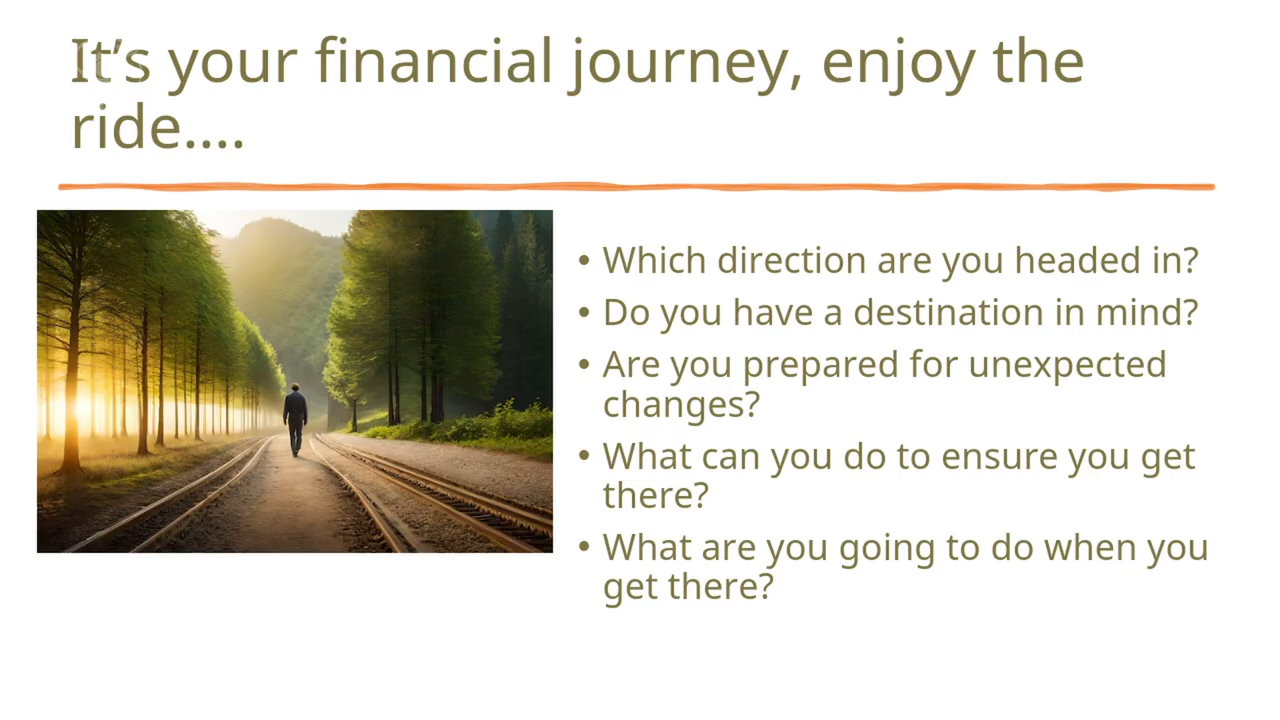 It’s your financial journey, enjoy the
ride....
• Which direction are you headed in?
• Do you have a destination in mind?
• Are you prepared for unexpected
changes?
• What can you do to ensure you get
there?
• What are you going to do when you
get there?